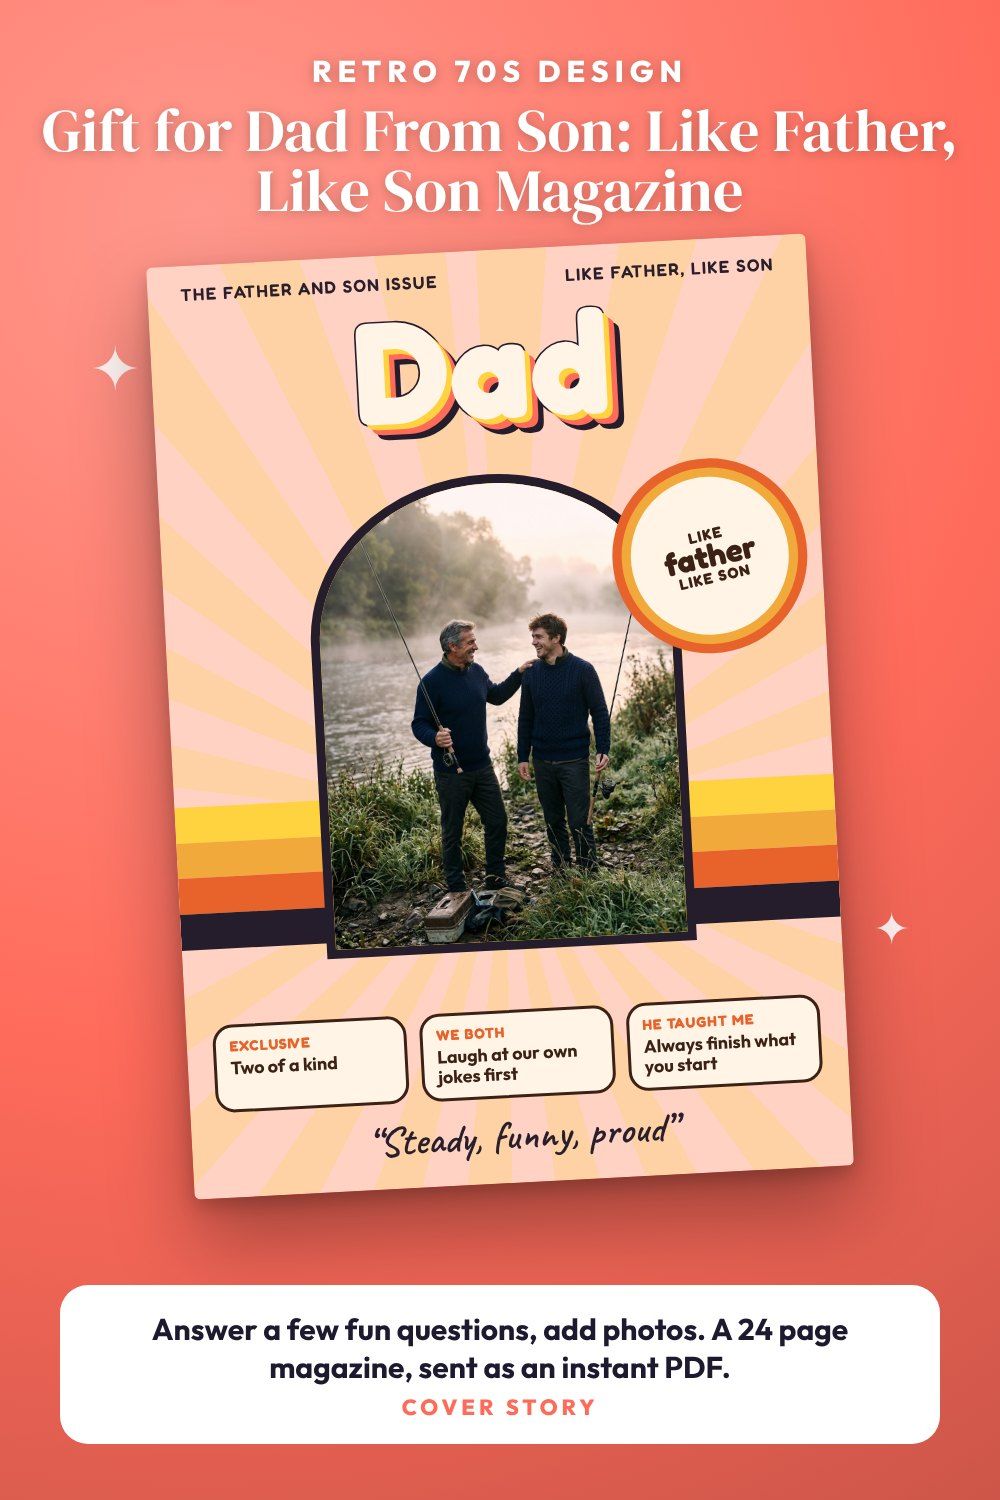 RETRO 70S DESIGN
Gift for Dad From Son: Like Father,
Like Son Magazine
THE FATHER AND SON ISSUE
LIKE FATHER, LIKE SON
Dad
LIKE
father
LIKE SON
EXCLUSIVE
Two of a kind
WE BOTH
Laugh at our own
jokes first
HE TAUGHT ME
Always finish what
you start
“Steady, funny, proud”
Answer a few fun questions, add photos. A 24 page
magazine, sent as an instant PDF.
COVER STORY